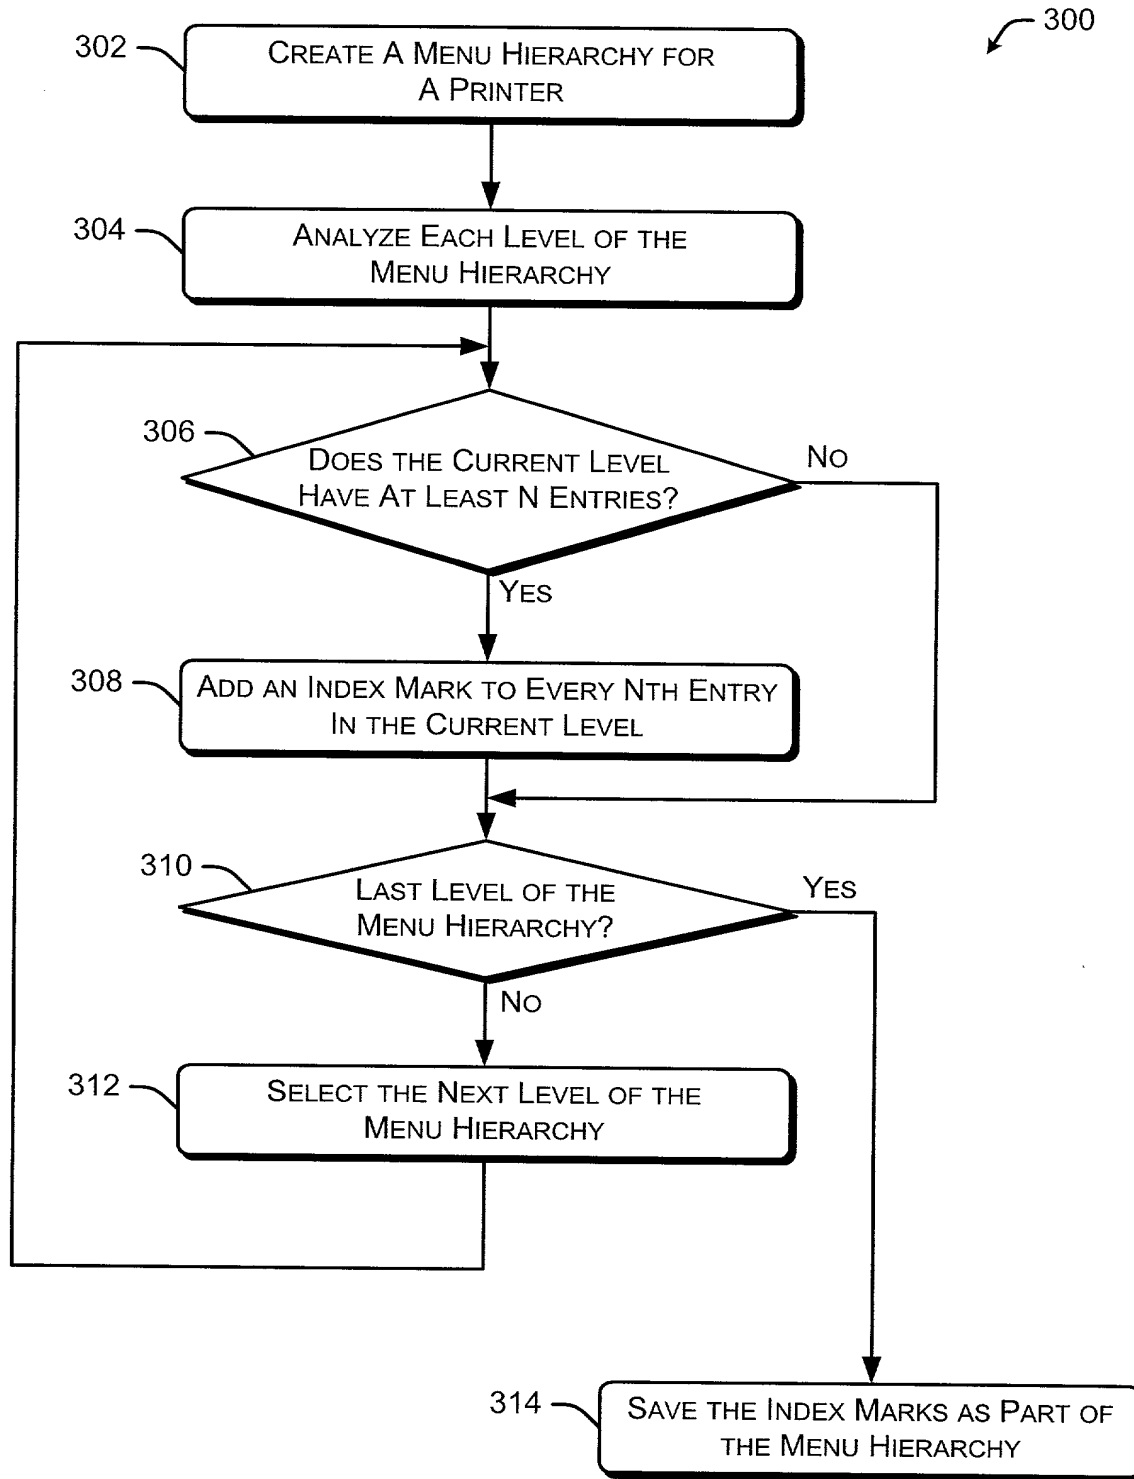 300
302
CREATE A MENU HIERARCHY FOR
A PRINTER
304
ANALYZE EACH LEVEL OF THE
MENU HIERARCHY
306
DOES THE CURRENT LEVEL
HAVE AT LEAST N ENTRIES?
NO
YES
308
ADD AN INDEX MARK TO EVERY NTH ENTRY
IN THE CURRENT LEVEL
310
LAST LEVEL OF THE
MENU HIERARCHY?
YES
NO
312
SELECT THE NEXT LEVEL OF THE
MENU HIERARCHY
314
SAVE THE INDEX MARKS AS PART OF
THE MENU HIERARCHY